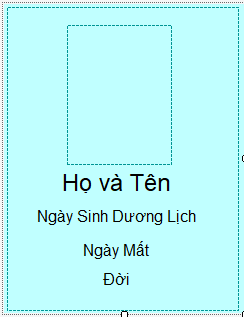 Họ và Tên
Ngày Sinh Dương Lịch
Ngày Mất
Đời